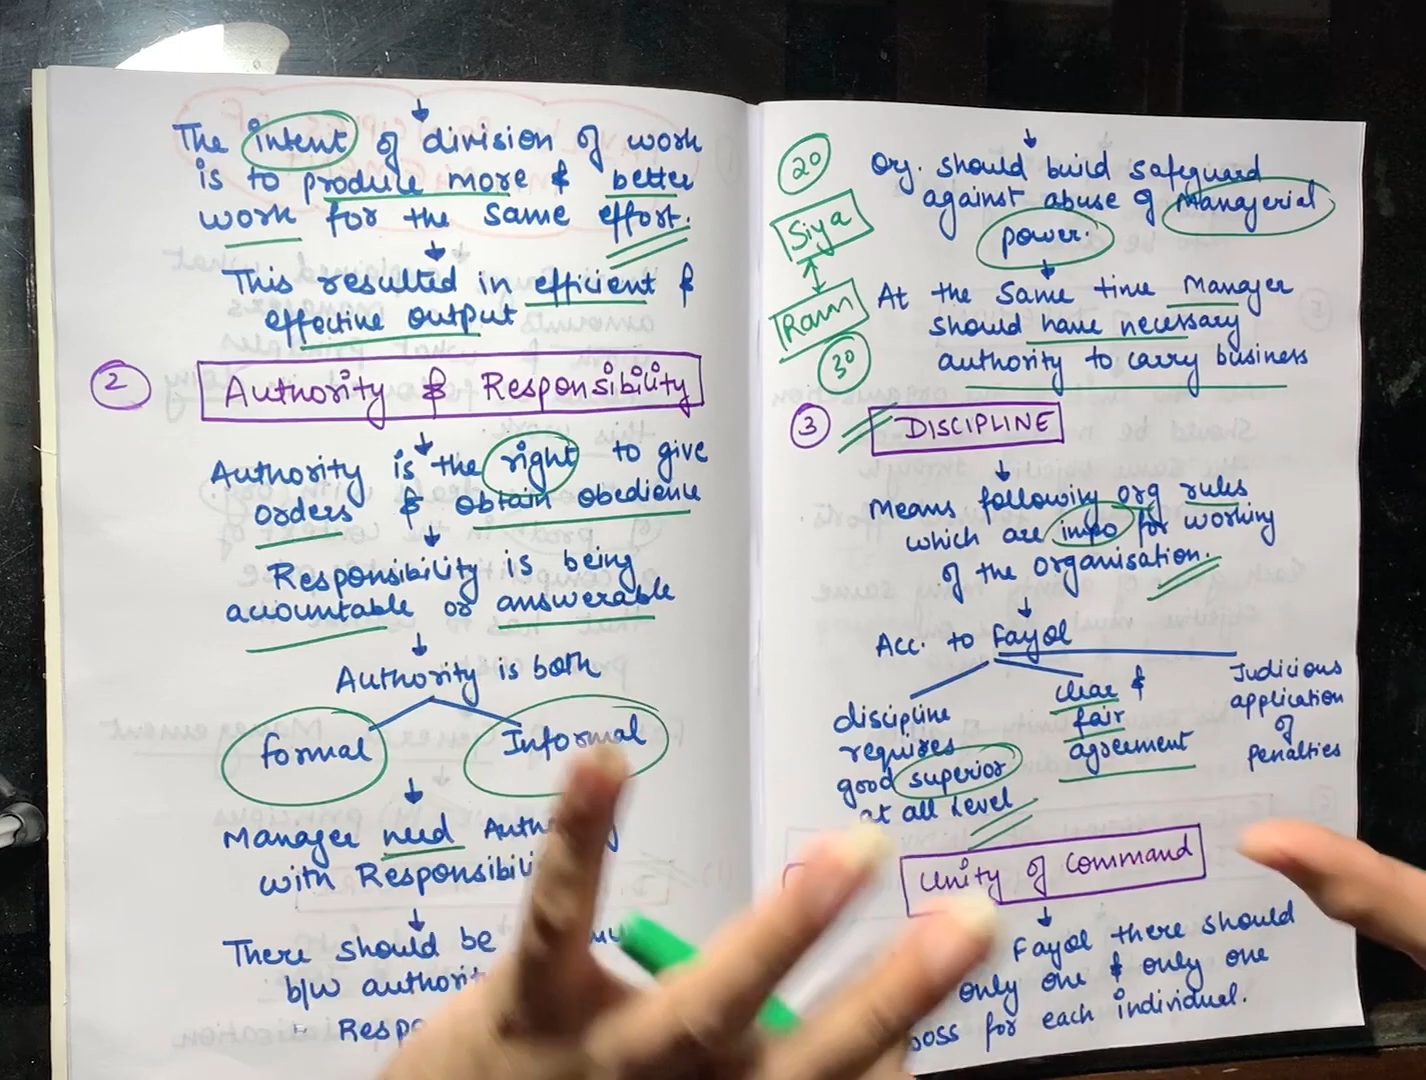 The intent of division of work
is to produce more & better
work for the same effort.
This resulted in efficient &
effective output
2 Authority & Responsibility
Authority is the right to give
orders & obtain obedience
Responsibility is being
accountable or answerable
Authority is both
formal Informal
Manager need
with
There should be
b/w
20
Siya
Ram
30
Org. should build safeguard
against abuse of managerial
power.
At the same time Manager
should have necessary
authority to carry business
3 DISCIPLINE
Means following org rules
which are impo for working
of the organisation.
Acc. to Fayol
discipline
requires
good superior
at all level
clear &
fair
agreement
Judicious
application
of
penalties
Unity of Command
Fayol there should
only one & only one
boss for each individual.